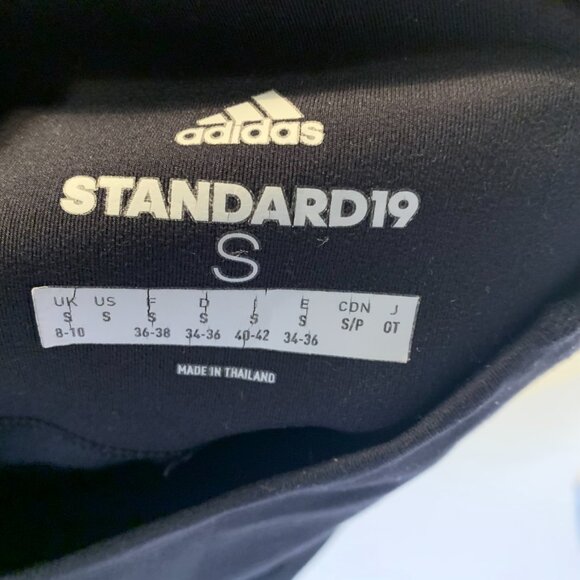 adidas
STANDARD19
S
UK US F D I E CDN J
S S S S S S S/P OT
8-10 36-38 34-36 40-42 34-36
MADE IN THAILAND